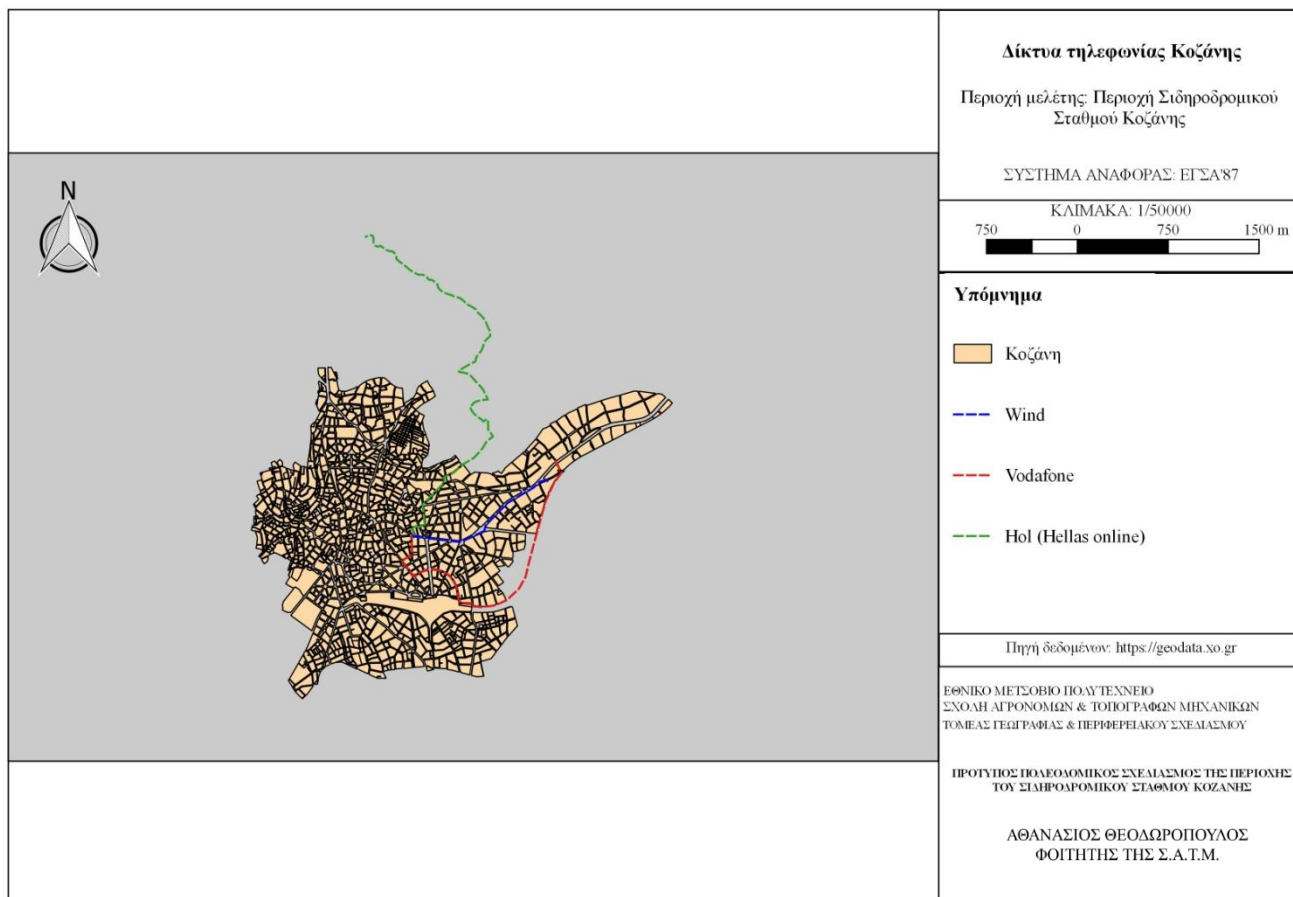 N
Δίκτυα τηλεφωνίας Κοζάνης
Περιοχή μελέτης: Περιοχή Σιδηροδρομικού
Σταθμού Κοζάνης
ΣΥΣΤΗΜΑ ΑΝΑΦΟΡΑΣ: ΕΓΣΑ'87
ΚΛΙΜΑΚΑ: 1/50000
750 0 750 1500 m
Υπόμνημα
Κοζάνη
Wind
Vodafone
Hol (Hellas online)
Πηγή δεδομένων: https://geodata.xo.gr
ΕΘΝΙΚΟ ΜΕΤΣΟΒΙΟ ΠΟΛΥΤΕΧΝΕΙΟ
ΣΧΟΛΗ ΑΓΡΟΝΟΜΩΝ & ΤΟΠΟΓΡΑΦΩΝ ΜΗΧΑΝΙΚΩΝ
ΤΟΜΕΑΣ ΓΕΩΓΡΑΦΙΑΣ & ΠΕΡΙΦΕΡΕΙΑΚΟΥ ΣΧΕΔΙΑΣΜΟΥ
ΠΡΟΤΥΠΟΣ ΠΟΛΕΟΔΟΜΙΚΟΣ ΣΧΕΔΙΑΣΜΟΣ ΤΗΣ ΠΕΡΙΟΧΗΣ
ΤΟΥ ΣΙΔΗΡΟΔΡΟΜΙΚΟΥ ΣΤΑΘΜΟΥ ΚΟΖΑΝΗΣ
ΑΘΑΝΑΣΙΟΣ ΘΕΟΔΩΡΟΠΟΥΛΟΣ
ΦΟΙΤΗΤΗΣ ΤΗΣ Σ.Α.Τ.Μ.